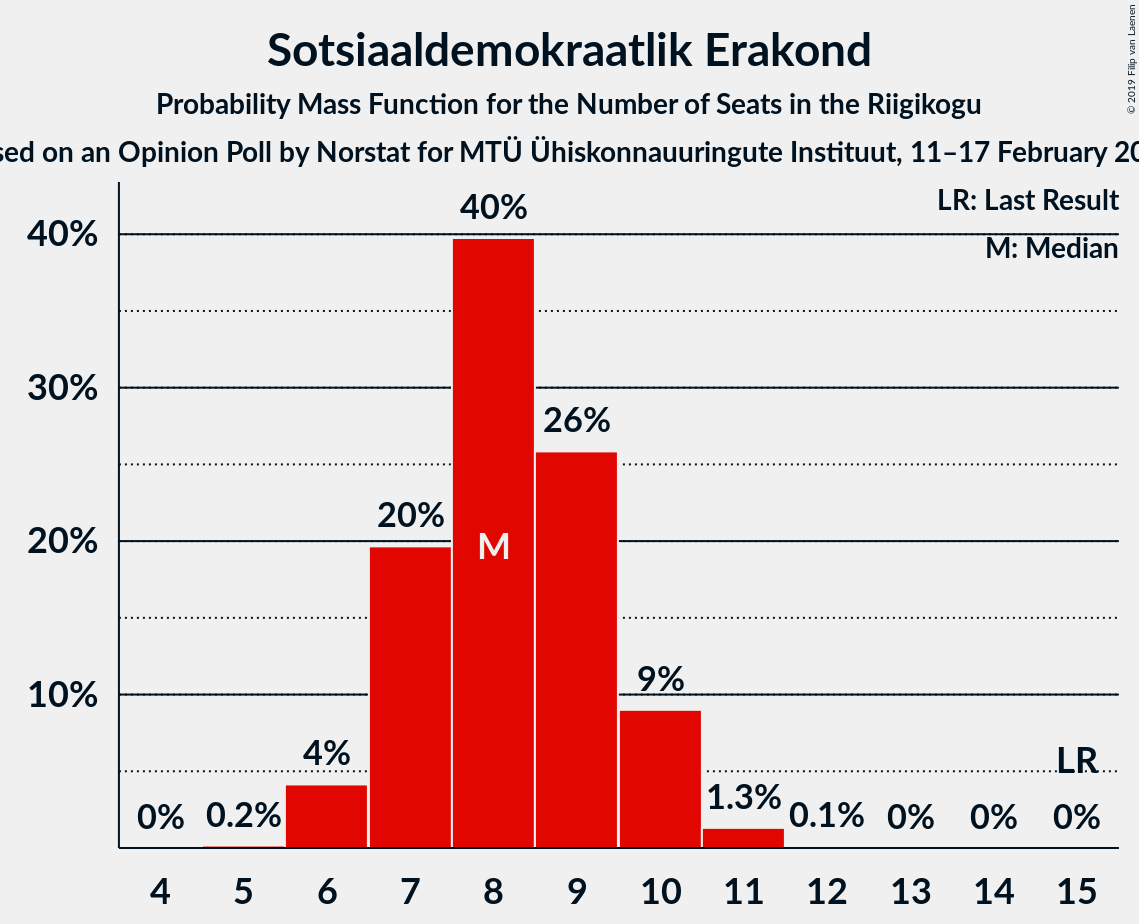 Sotsiaaldemokraatlik Erakond
Probability Mass Function for the Number of Seats in the Riigikogu
on an Opinion Poll by Norstat for MTÜ Ühiskonnauuringute Instituut, 11–17 February
© 2019 Filip van Laenen
LR: Last Result
M: Median
40%
30%
20%
10%
0%
0.2%
4%
20%
40%
M
26%
9%
1.3%
0.1%
0%
0%
LR
0%
4 5 6 7 8 9 10 11 12 13 14 15